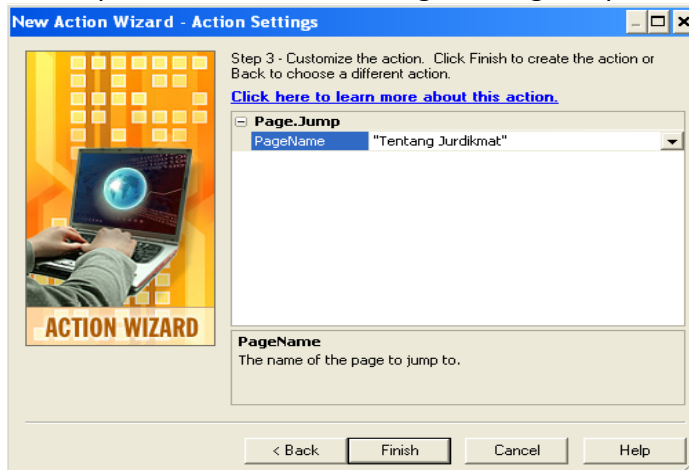 New Action Wizard - Action Settings
Step 3 - Customize the action. Click Finish to create the action or
Back to choose a different action.
Click here to learn more about this action.
Page.Jump
PageName "Tentang Jurdikmat"
ACTION WIZARD
PageName
The name of the page to jump to.
< Back Finish Cancel Help